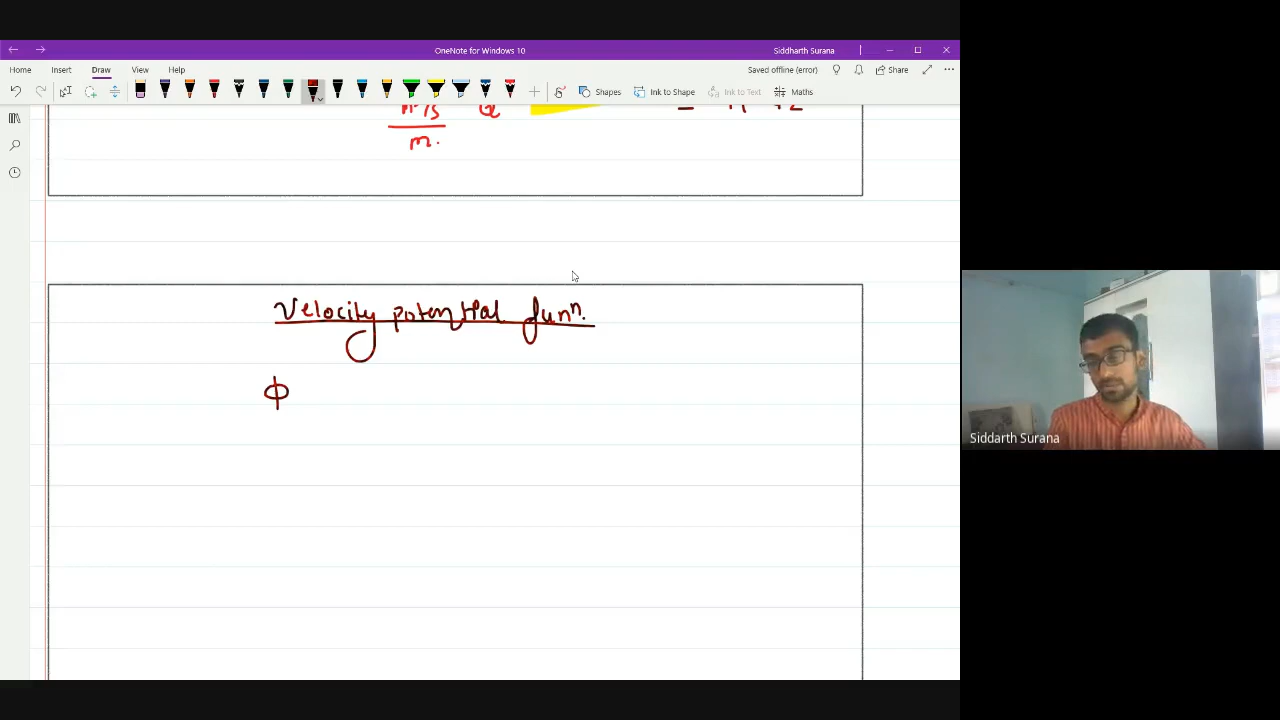 OneNote for Windows 10
Siddharth Surana
Home Insert Draw View Help
Saved offline (error)
Share
Shapes
Ink to Shape
Ink to Text
Maths
m.
Velocity potential funⁿ.
ϕ
Siddarth Surana